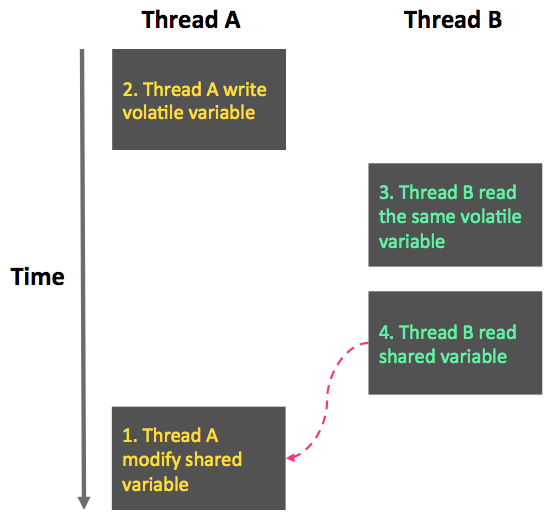 Thread A
Thread B
2. Thread A write
volatile variable
3. Thread B read
the same volatile
variable
Time
4. Thread B read
shared variable
1. Thread A
modify shared
variable